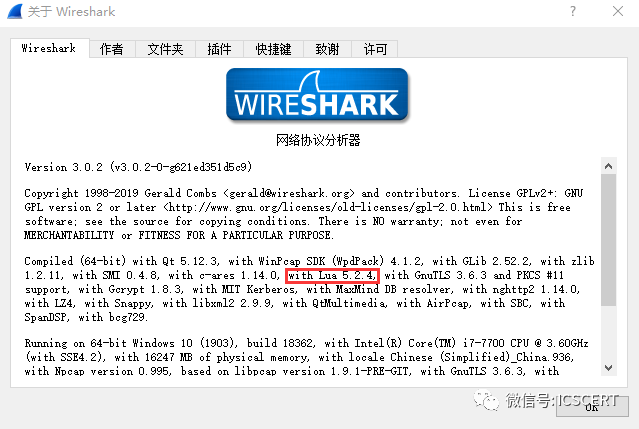 关于 Wireshark
Wireshark 作者 文件夹 插件 快捷键 致谢 许可
WIRESHARK
网络协议分析器
Version 3.0.2 (v3.0.2-0-g621ed351d5c9)
Copyright 1998-2019 Gerald Combs <gerald@wireshark.org> and contributors. License GPLv2+: GNU
GPL version 2 or later <http://www.gnu.org/licenses/old-licenses/gpl-2.0.html> This is free
software; see the source for copying conditions. There is NO warranty; not even for
MERCHANTABILITY or FITNESS FOR A PARTICULAR PURPOSE.
Compiled (64-bit) with Qt 5.12.3, with WinPcap SDK (WpdPack) 4.1.2, with GLib 2.52.2, with zlib
1.2.11, with SMI 0.4.8, with c-ares 1.14.0, with Lua 5.2.4, with GnuTLS 3.6.3 and PKCS #11
support, with Gcrypt 1.8.3, with MIT Kerberos, with MaxMind DB resolver, with nghttp2 1.14.0,
with LZ4, with Snappy, with libxml2 2.9.9, with QtMultimedia, with AirPcap, with SBC, with
SpanDSP, with bcg729.
Running on 64-bit Windows 10 (1903), build 18362, with Intel(R) Core(TM) i7-7700 CPU @ 3.60GHz
(with SSE4.2), with 16247 MB of physical memory, with locale Chinese (Simplified)_China.936,
with Npcap version 0.995, based on libpcap version 1.9.1-PRE-GIT, with GnuTLS 3.6.3, with
微信号: ICSCERT
OK